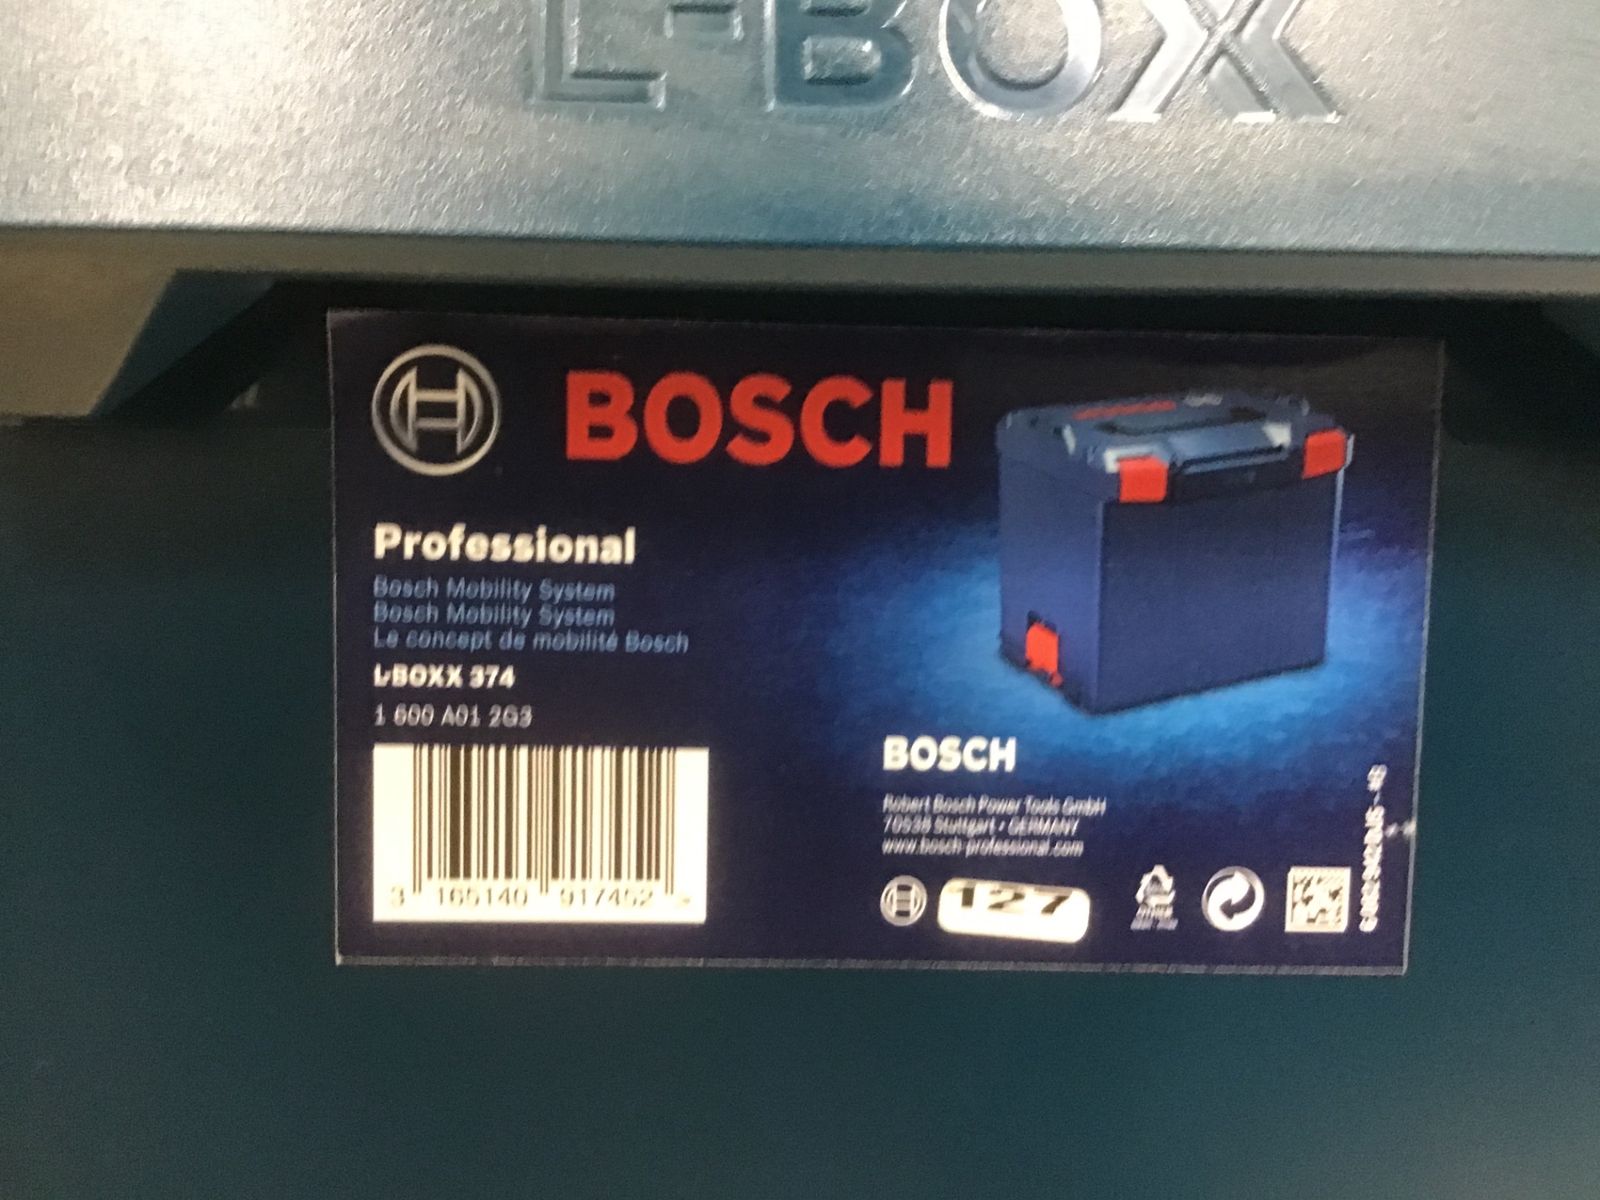 L-BOXX
BOSCH
Professional
Bosch Mobility System
Bosch Mobility System
Le concept de mobilité Bosch
L-BOXX 374
1 600 A01 2G3
3 165140 917452 >
BOSCH
Robert Bosch Power Tools GmbH
70538 Stuttgart • GERMANY
www.bosch-professional.com
127